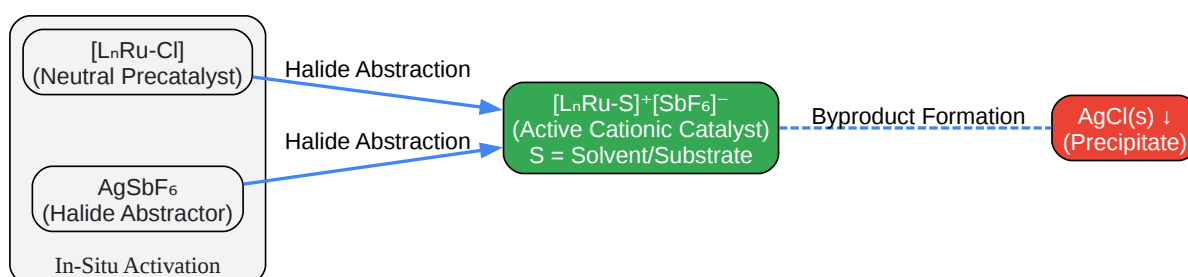 [LₙRu-Cl]
(Neutral Precatalyst)
AgSbF₆
(Halide Abstractor)
In-Situ Activation
Halide Abstraction
Halide Abstraction
[LₙRu-S]⁺[SbF₆]⁻
(Active Cationic Catalyst)
S = Solvent/Substrate
Byproduct Formation
AgCl(s) ↓
(Precipitate)